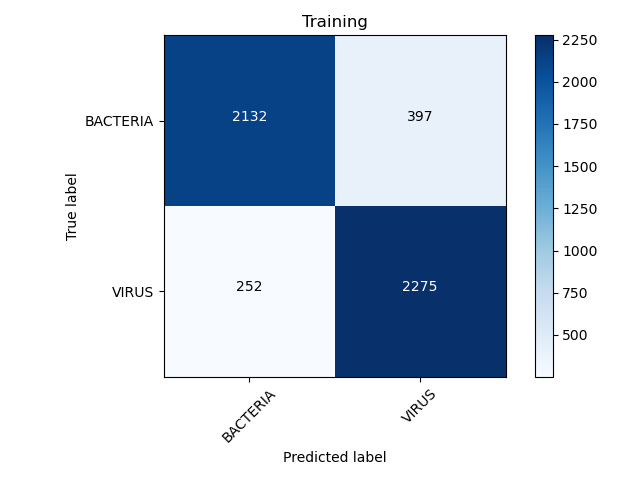 Training
BACTERIA
2132
397
VIRUS
252
2275
BACTERIA
VIRUS
True label
Predicted label
2250
2000
1750
1500
1250
1000
750
500